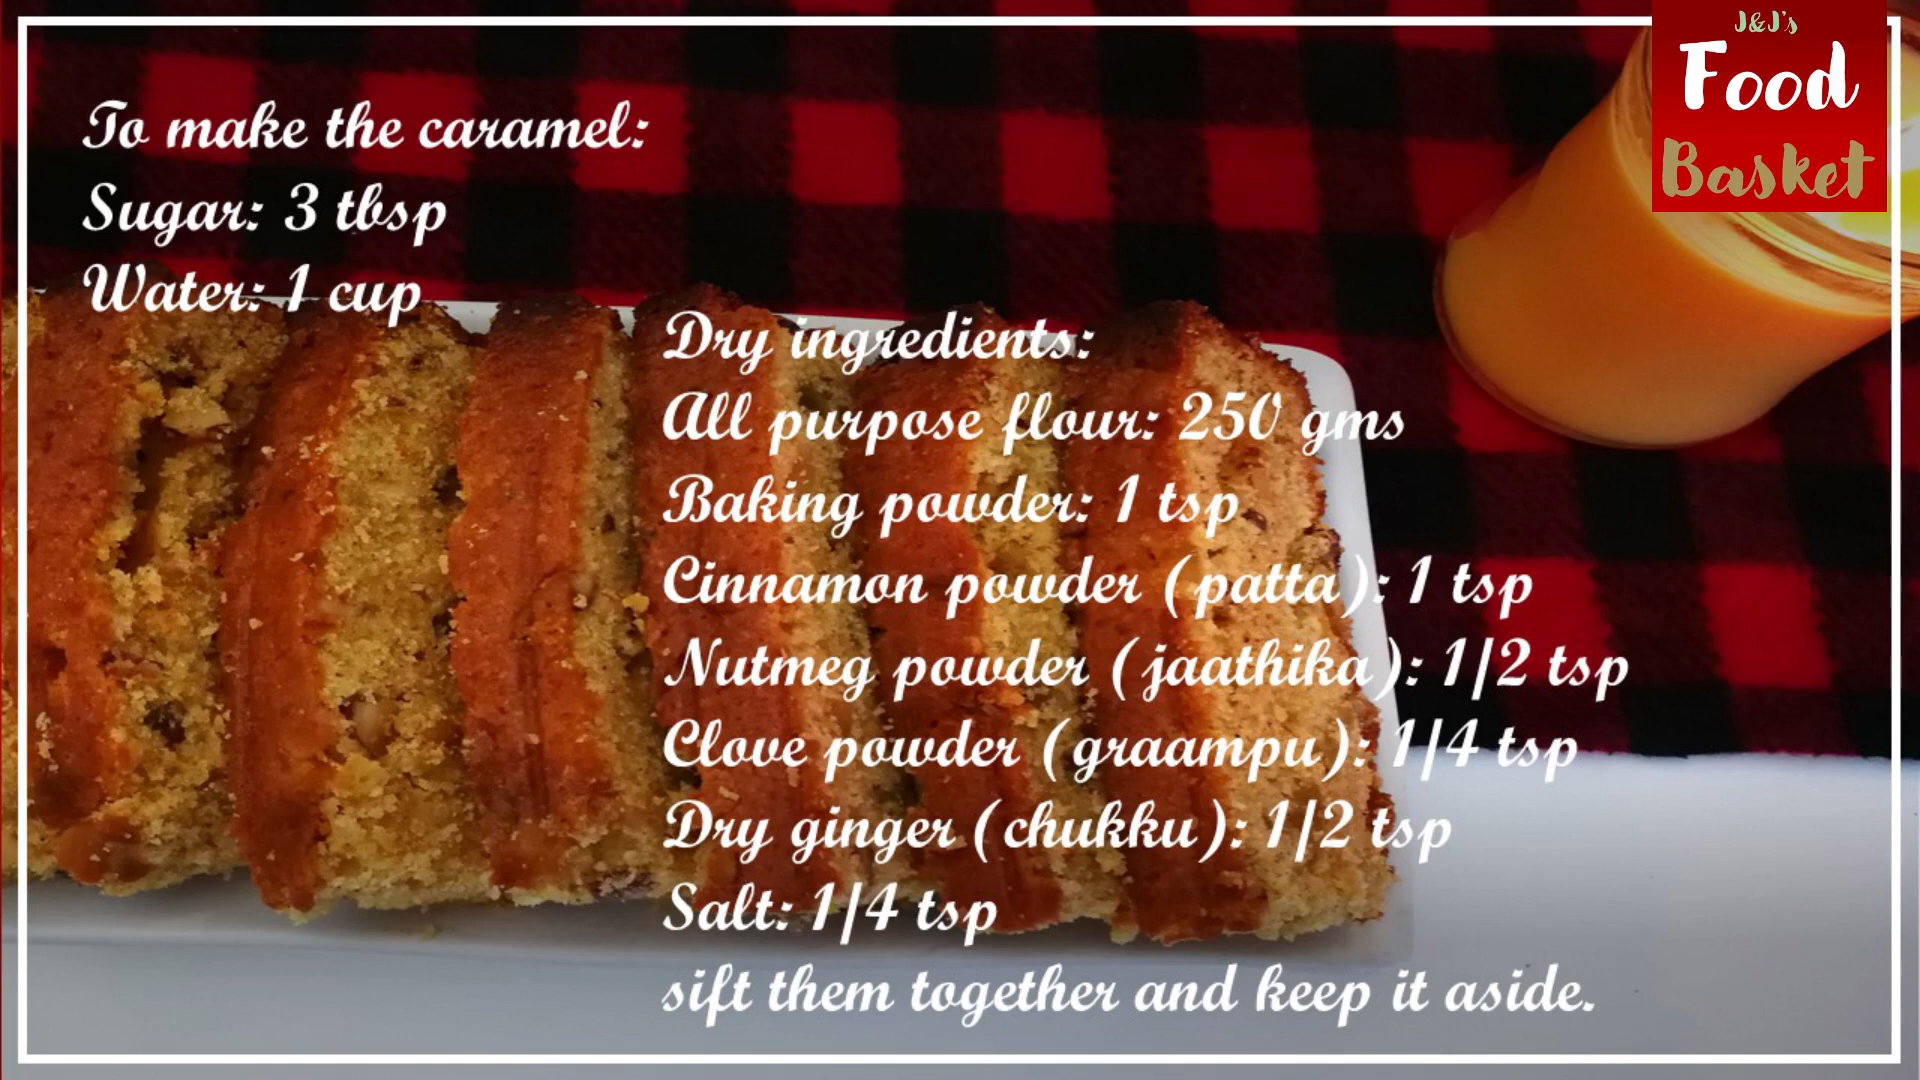 J&J's
Food
Basket
To make the caramel:
Sugar: 3 tbsp
Water: 1 cup
Dry ingredients:
All purpose flour: 250 gms
Baking powder: 1 tsp
Cinnamon powder (patta): 1 tsp
Nutmeg powder (jaathika): 1/2 tsp
Clove powder (graampu): 1/4 tsp
Dry ginger (chukku): 1/2 tsp
Salt: 1/4 tsp
sift them together and keep it aside.